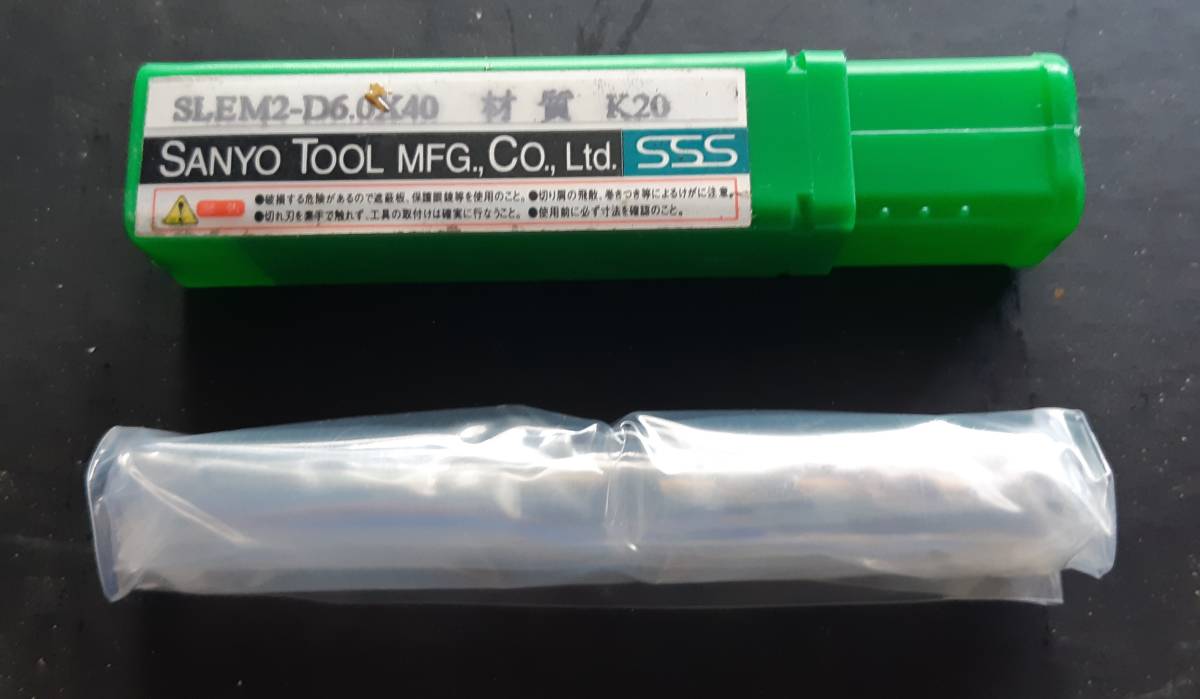 SLEM2-D6.0X40 材質 K20
SANYO TOOL MFG., CO., Ltd. SSS
●破損する危険があるので遮蔽板、保護眼鏡等を使用のこと。●切り屑の飛散、巻きつき等によるけがに注意。
●切れ刃を素手で触れず、工具の取付けは確実に行なうこと。●使用前に必ず寸法を確認のこと。